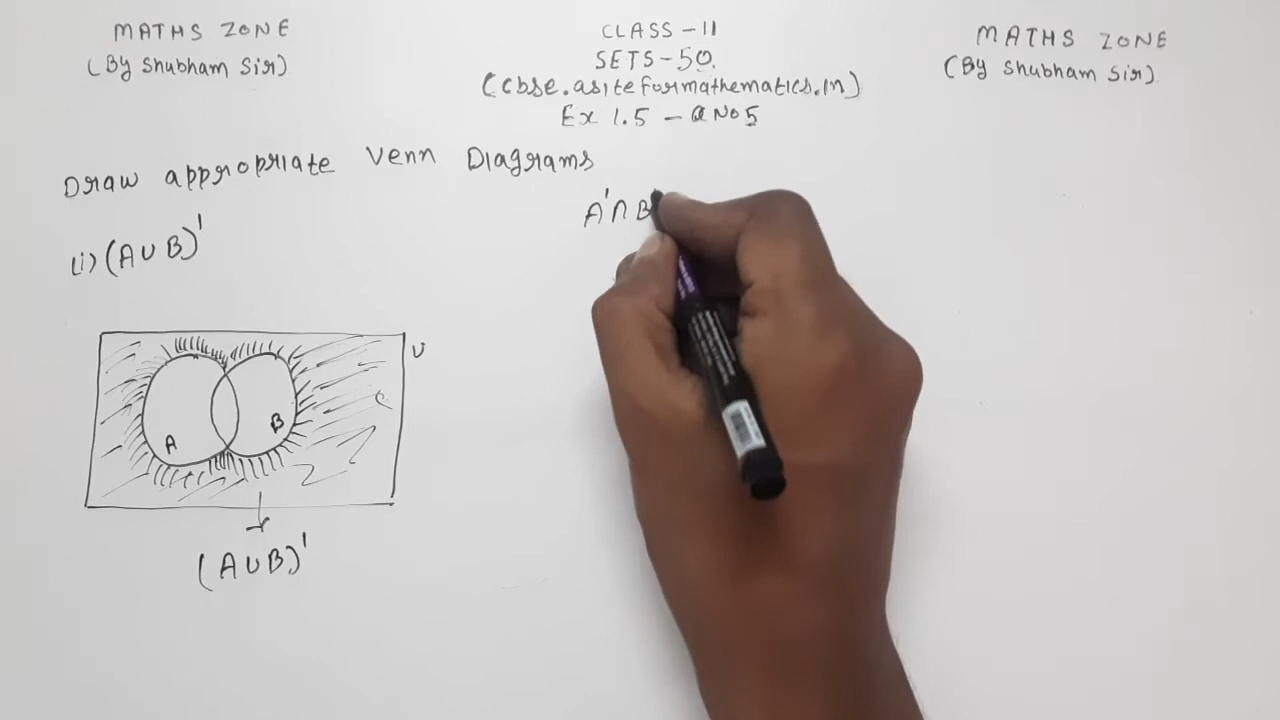 MATHS ZONE
(By Shubham Sir)
CLASS - 11
SETS - 50.
(cbse.asiteformathematics.in)
Ex 1.5 - Q NO 5
MATHS ZONE
(By Shubham Sir)
Draw appropriate Venn Diagrams
(i) (A∪B)'
A'∩B
U
A
B
(A∪B)'